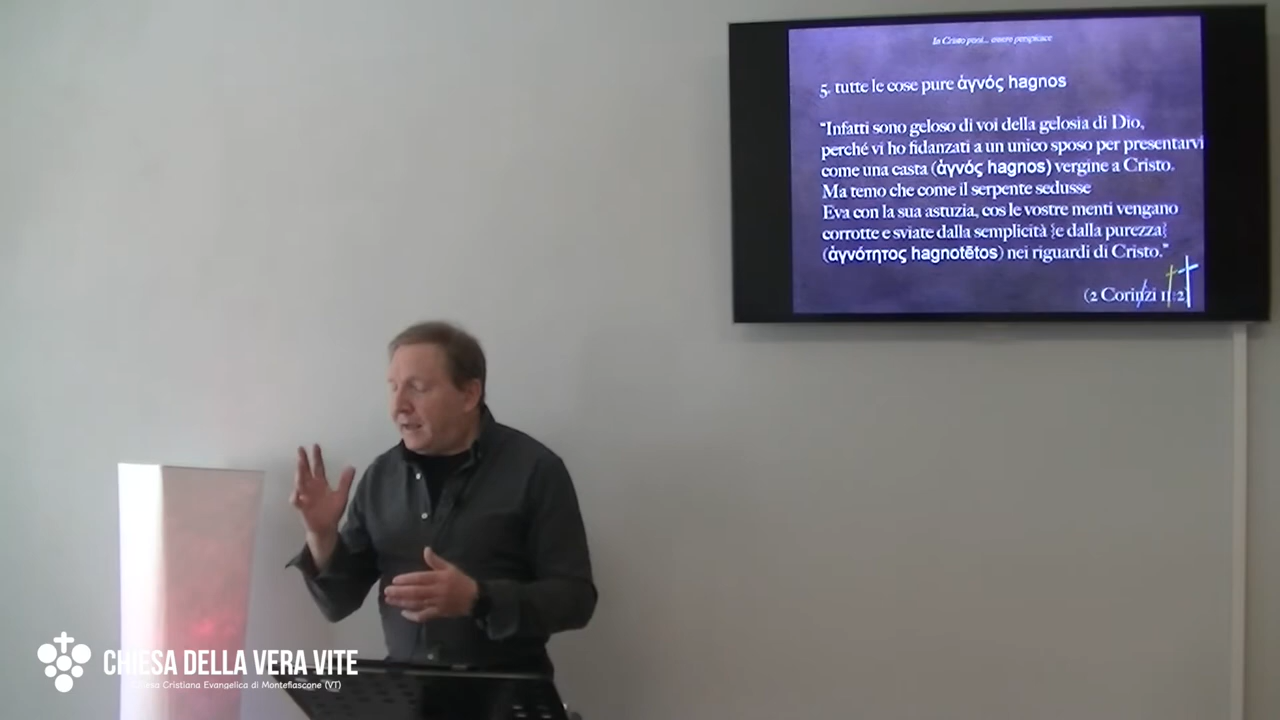 In Cristo puoi... essere perspicace
5. tutte le cose pure ἁγνός hagnos
“Infatti sono geloso di voi della gelosia di Dio,
perché vi ho fidanzati a un unico sposo per presentarvi
come una casta (ἁγνός hagnos) vergine a Cristo.
Ma temo che come il serpente sedusse
Eva con la sua astuzia, cos le vostre menti vengano
corrotte e sviate dalla semplicità {e dalla purezza}
(ἁγνότητος hagnotētos) nei riguardi di Cristo.”
(2 Corinzi 11:2)
CHIESA DELLA VERA VITE
Chiesa Cristiana Evangelica di Montefiascone (VT)